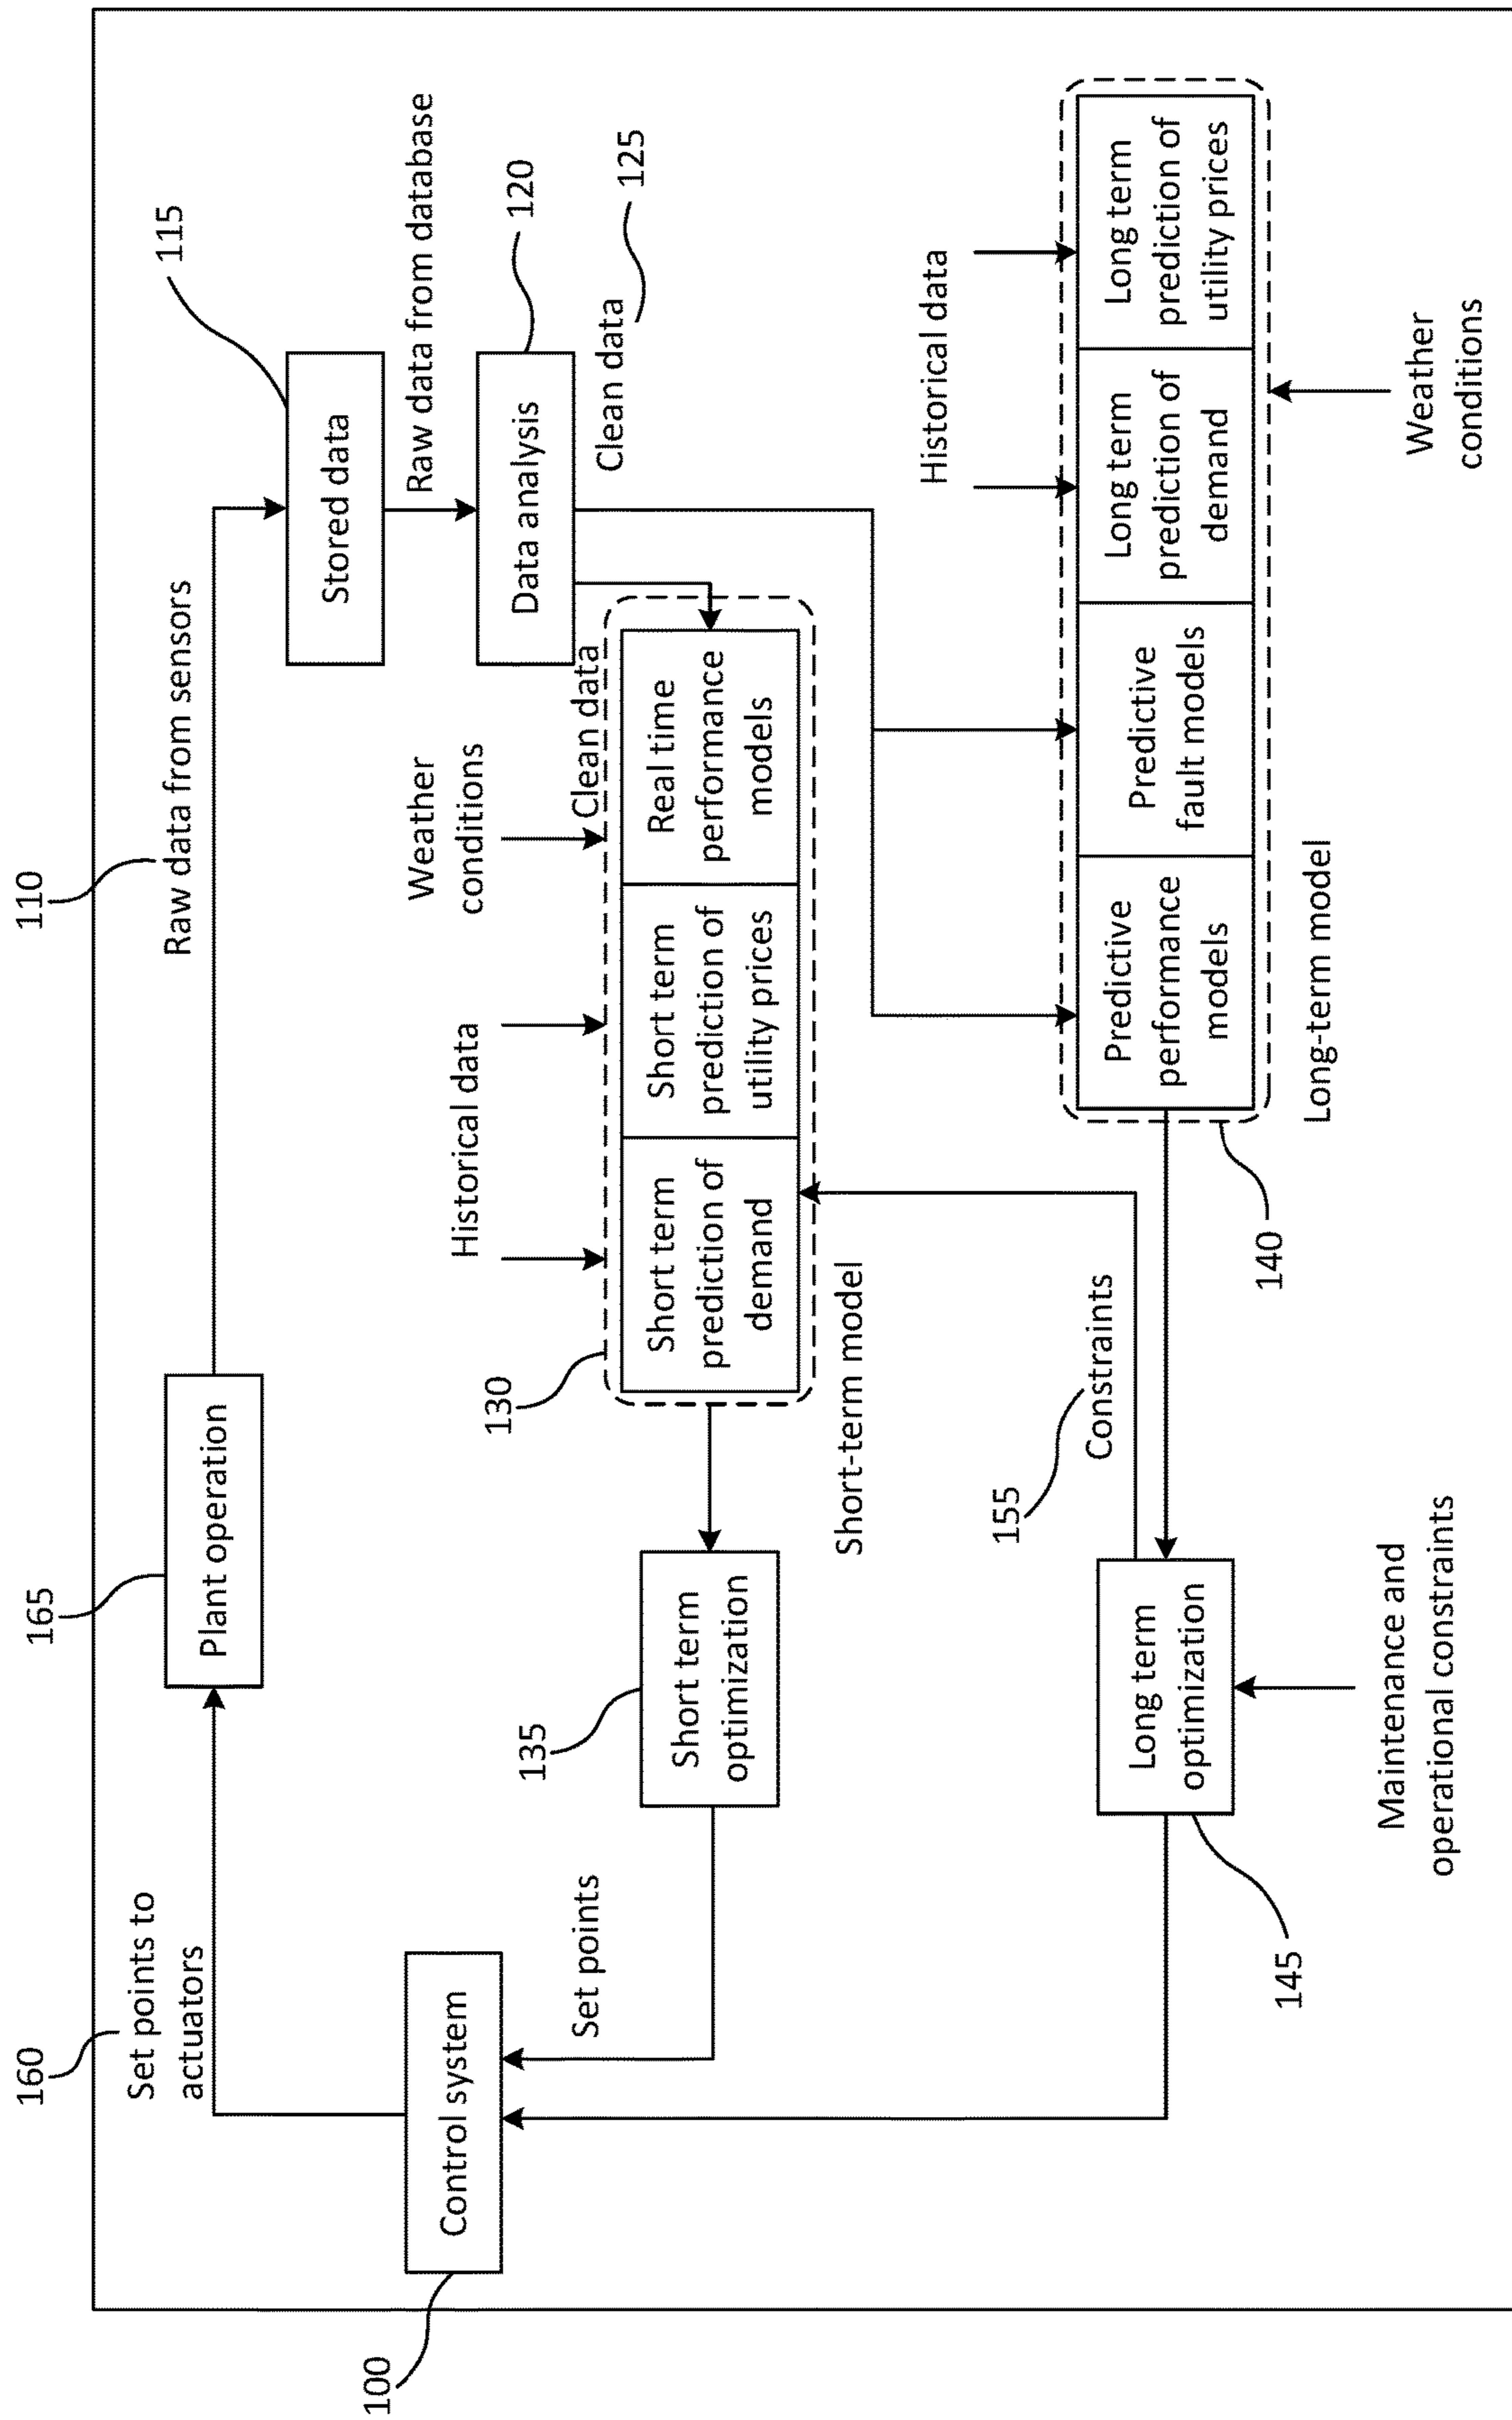 110
Raw data from sensors
115
Stored data
Raw data from database
120
Data analysis
Clean data
125
165
Plant operation
160
Set points to
actuators
100
Control system
Set points
135
Short term
optimization
130
Historical data
Weather
conditions
Clean data
Short term
prediction of
demand
Short term
prediction of
utility prices
Real time
performance
models
Short-term model
155
Constraints
Historical data
Predictive
performance
models
Predictive
fault models
Long term
prediction of
demand
Long term
prediction of
utility prices
140
Long-term model
Weather
conditions
Long term
optimization
145
Maintenance and
operational constraints